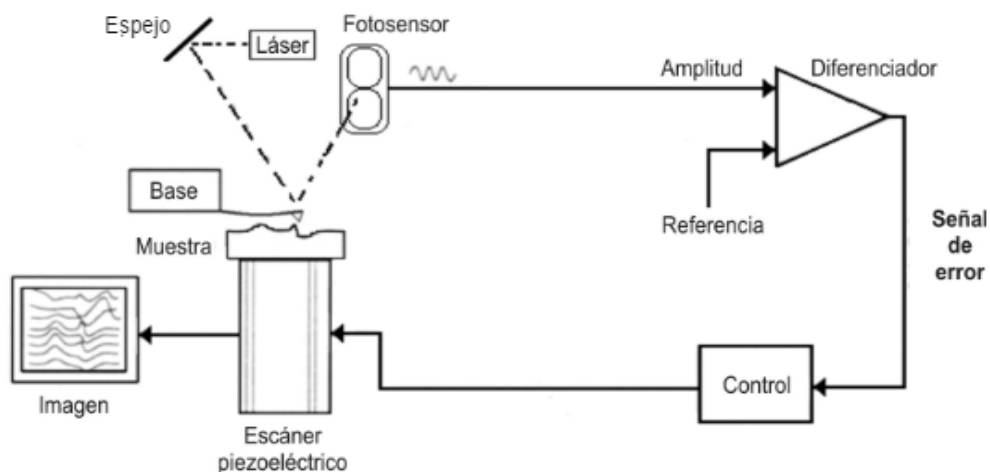 Espejo
Láser
Fotosensor
Amplitud
Diferenciador
Base
Muestra
Referencia
Señal
de
error
Control
Imagen
Escáner
piezoeléctrico